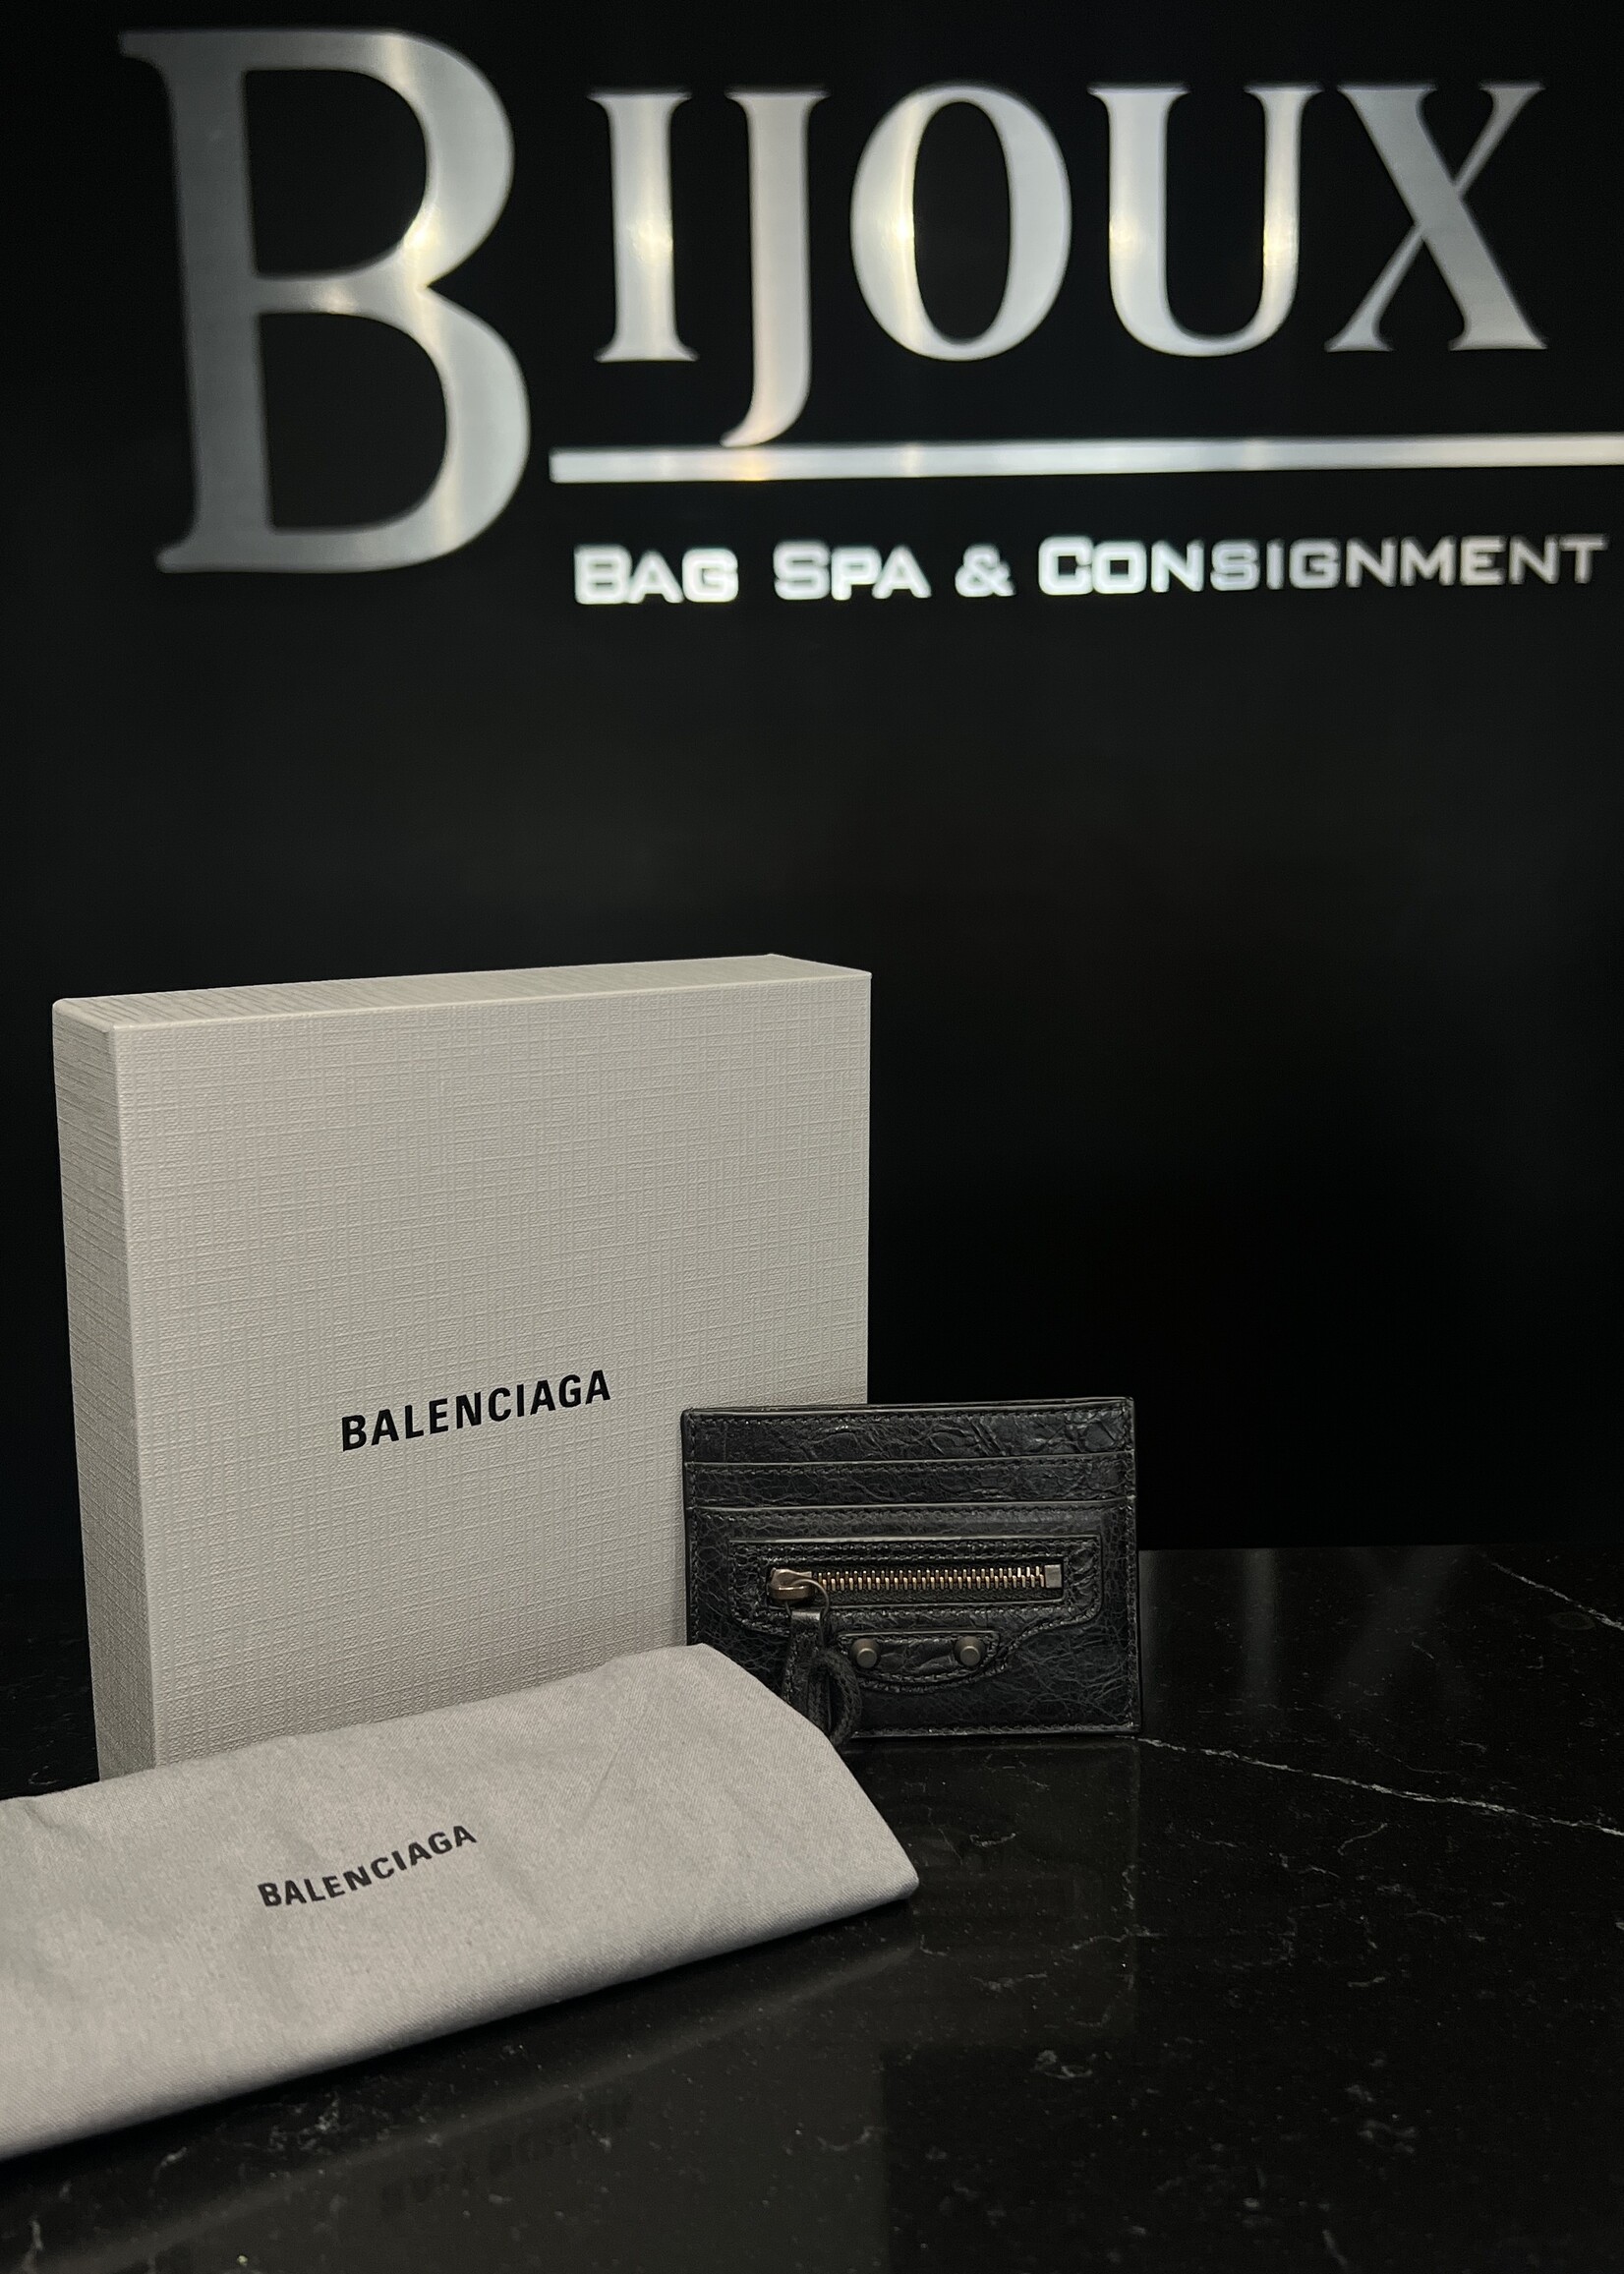 BIJOUX
BAG SPA & CONSIGNMENT
BALENCIAGA
BALENCIAGA